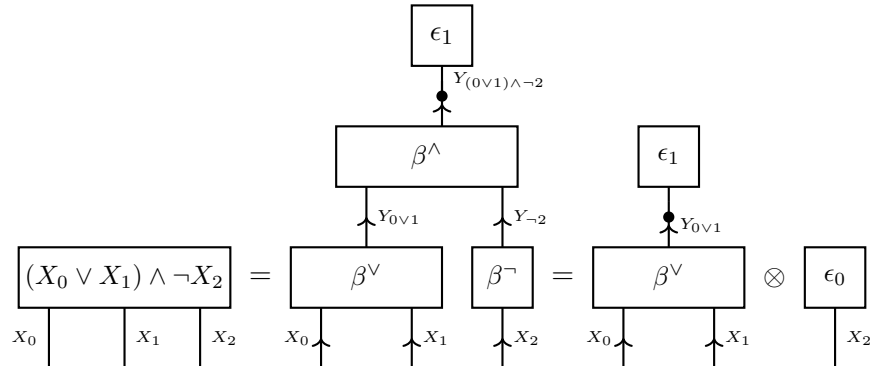 ϵ₁
Y₍₀∨₁₎∧¬₂
β^∧
ϵ₁
Y₀∨₁ Y¬₂ Y₀∨₁
(X₀ ∨ X₁) ∧ ¬X₂ = β^∨ β^¬ = β^∨ ⊗ ϵ₀
X₀ X₁ X₂ X₀ X₁ X₂ X₀ X₁ X₂